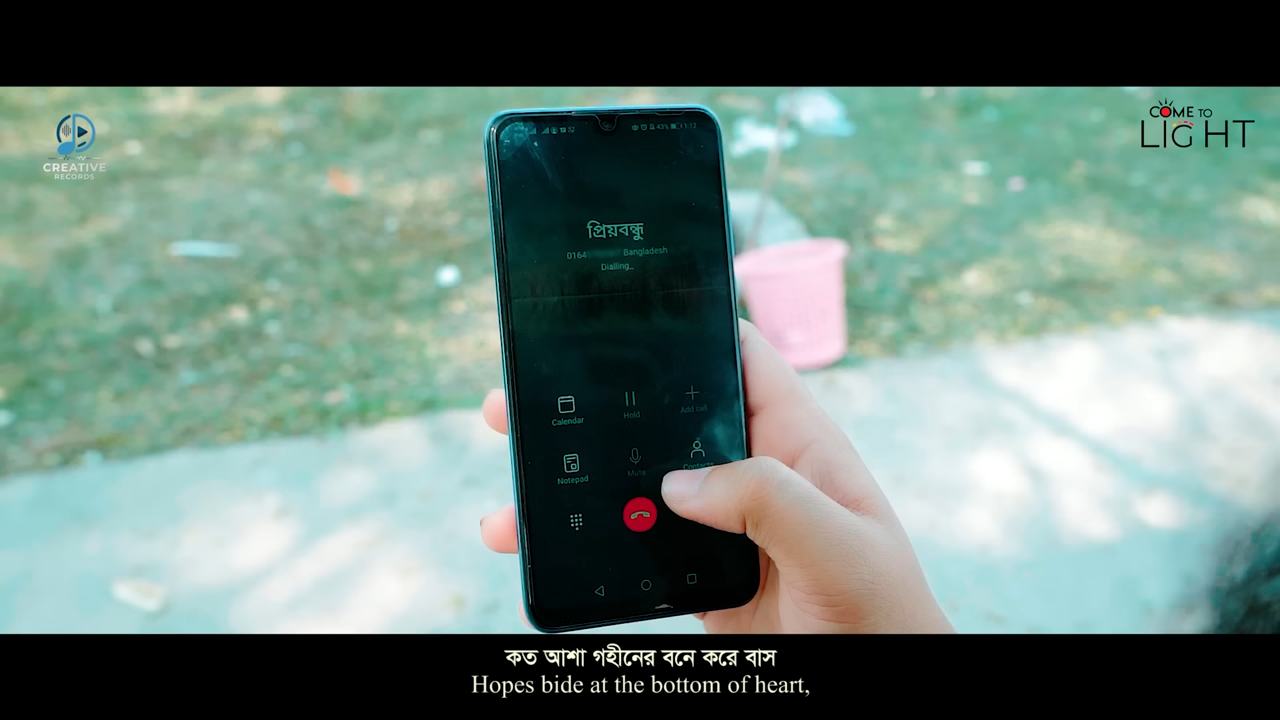 CREATIVE
RECORDS
COME TO
LIGHT
43%
প্রিয়বন্ধু
0164 Bangladesh
Dialling...
Calendar
Hold
Add call
Notepad
Mute
Contacts
কত আশা গহীনের বনে করে বাস
Hopes bide at the bottom of heart,